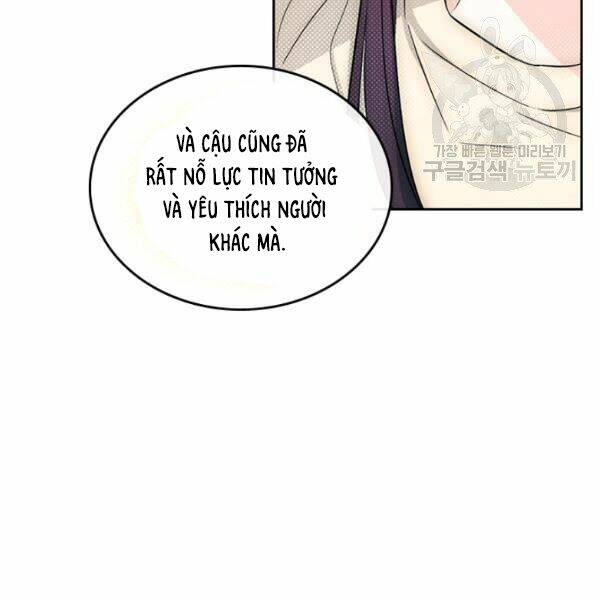 VÀ CẬU CŨNG ĐÃ
RẤT NỖ LỰC TIN TƯỞNG
VÀ YÊU THÍCH NGƯỜI
KHÁC MÀ.
가장 빠른 웹툰 미리보기
구글검색 뉴토끼